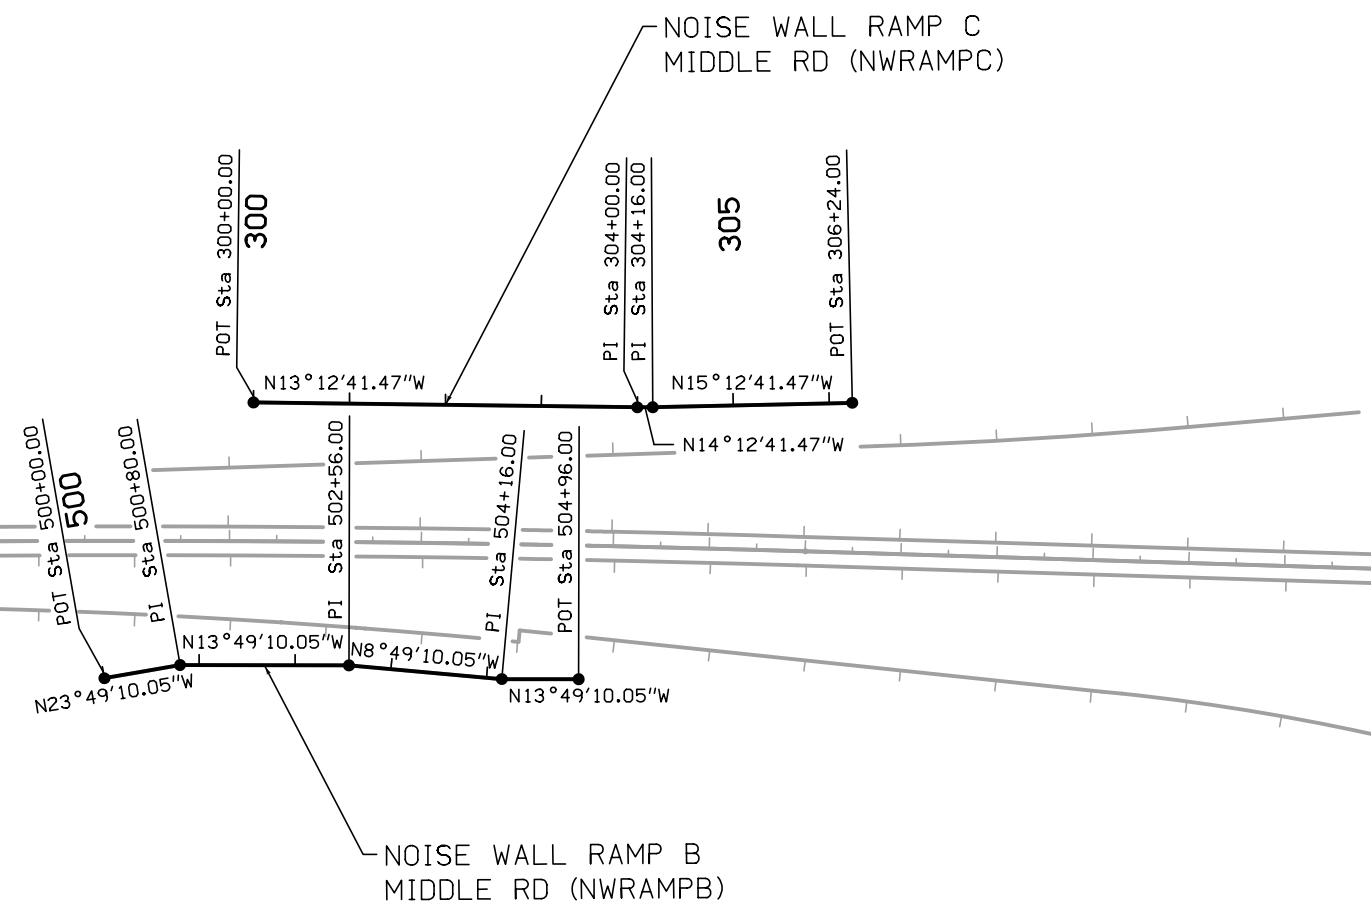 NOISE WALL RAMP C
MIDDLE RD (NWRAMPC)
POT Sta 300+00.00
300
PI Sta 304+00.00
PI Sta 304+16.00
305
POT Sta 306+24.00
N13°12'41.47"W
N15°12'41.47"W
N14°12'41.47"W
POT Sta 500+00.00
500
PI Sta 500+80.00
PI Sta 502+56.00
PI Sta 504+16.00
POT Sta 504+96.00
N23°49'10.05"W
N13°49'10.05"W
N8°49'10.05"W
N13°49'10.05"W
NOISE WALL RAMP B
MIDDLE RD (NWRAMPB)